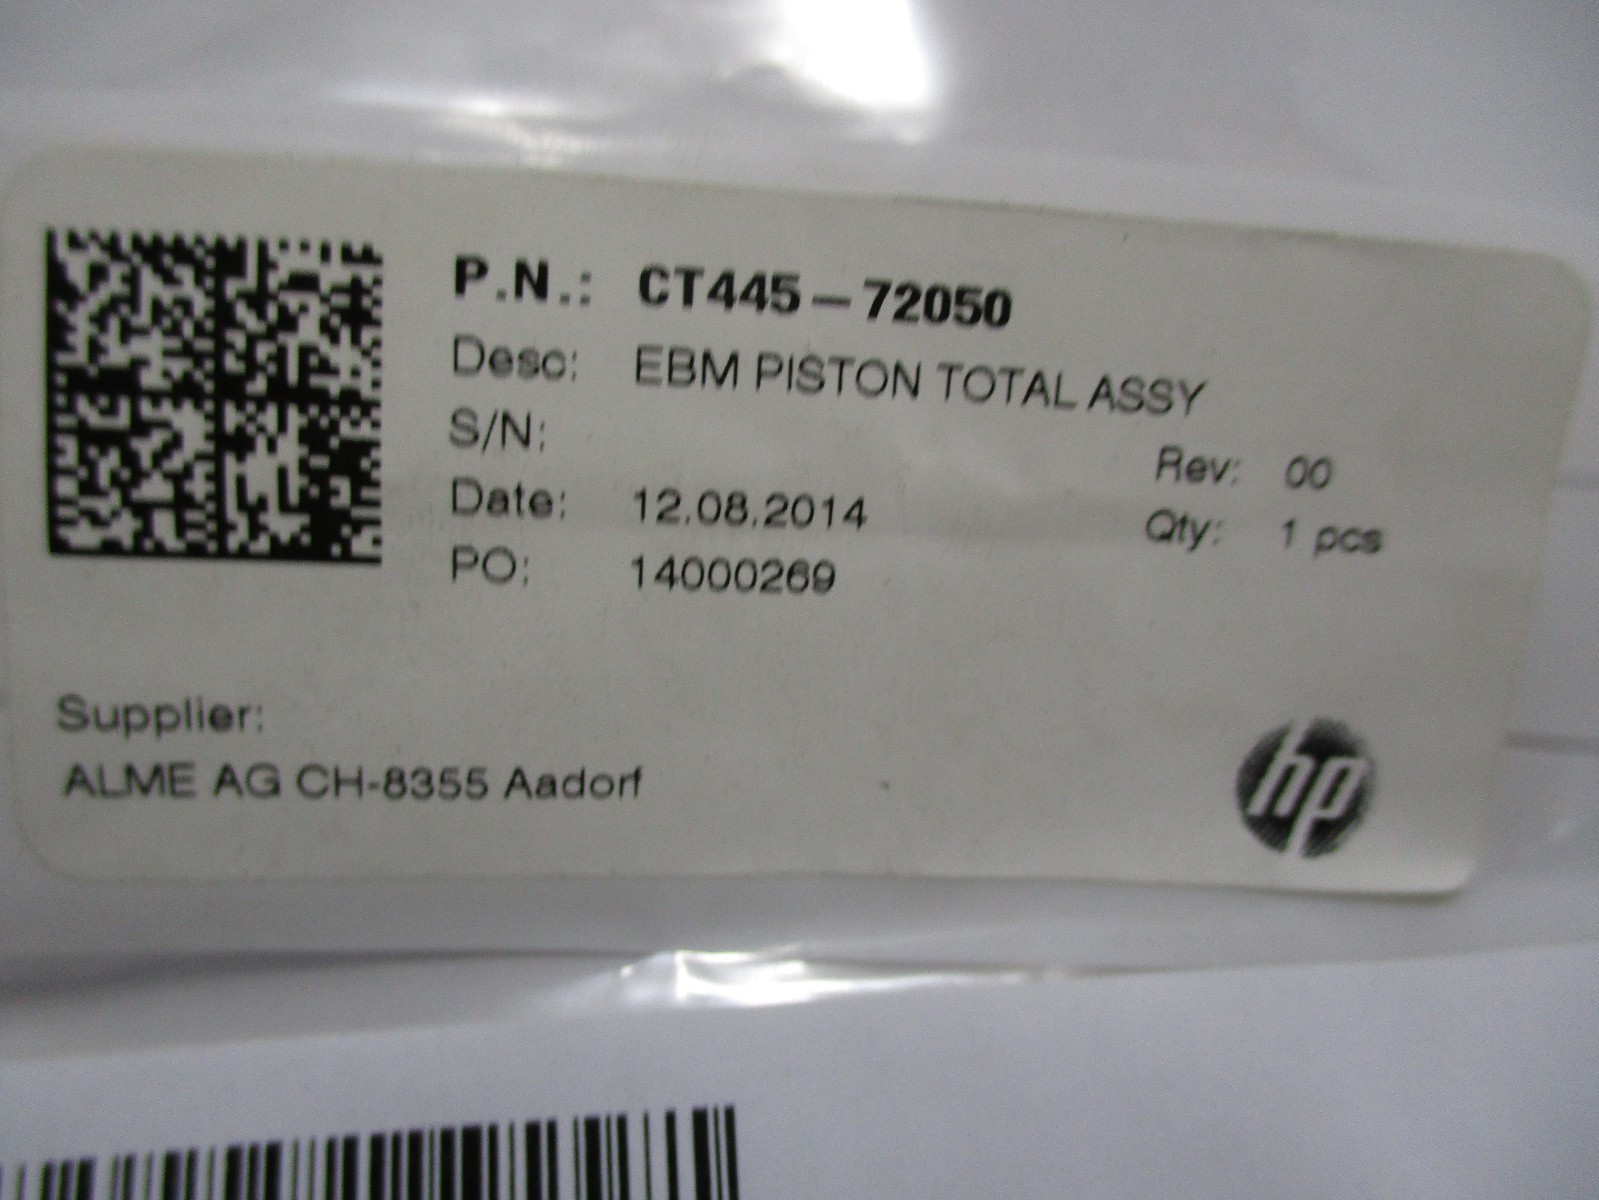 P.N.: CT445-72050
Desc: EBM PISTON TOTAL ASSY
S/N:
Rev: 00
Date: 12.08.2014
Qty: 1 pcs
PO: 14000269
Supplier:
ALME AG CH-8355 Aadorf
hp